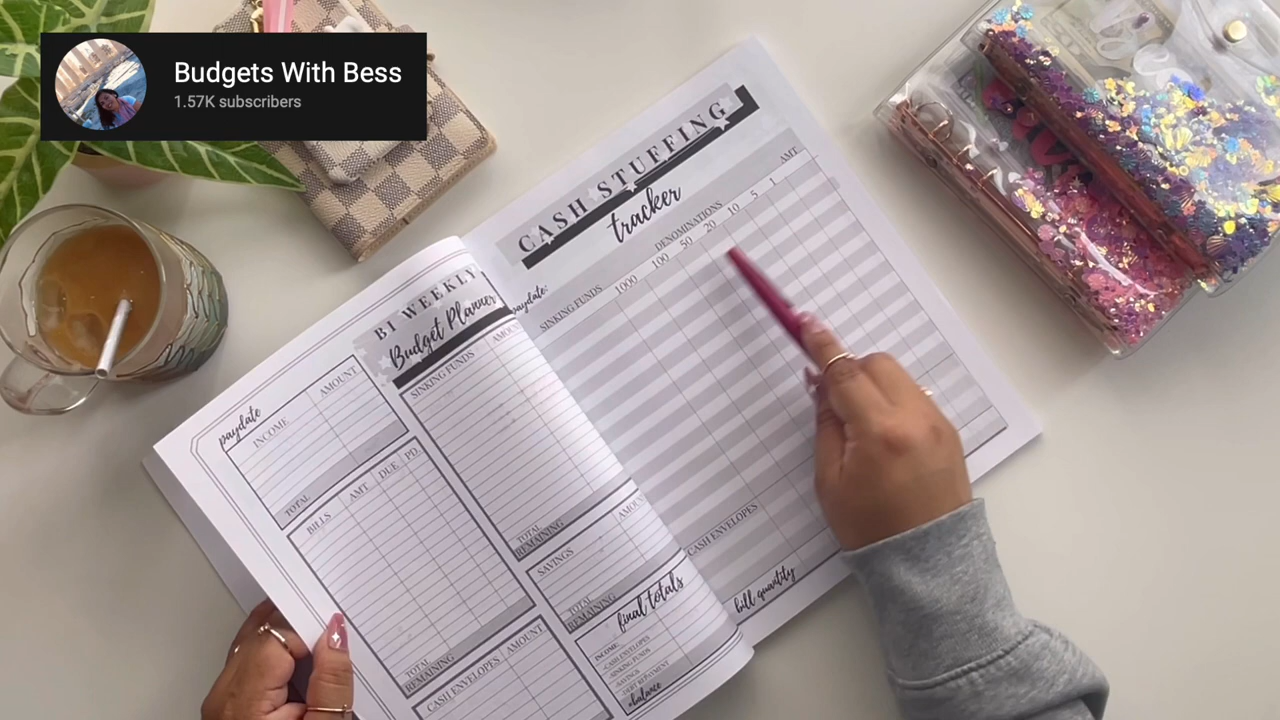 Budgets With Bess
1.57K subscribers
BI WEEKLY
Budget Planner
paydate
INCOME
AMOUNT
TOTAL
BILLS
AMT
DUE
PD.
TOTAL
REMAINING
CASH ENVELOPES
AMOUNT
SINKING FUNDS
TOTAL
REMAINING
SAVINGS
TOTAL
REMAINING
final totals
INCOME
-CASH ENVELOPES
-SINKING FUNDS
-SAVINGS
-DEBT REPAYMENT
=balance
CASH STUFFING
tracker
paydate:
DENOMINATIONS
AMT.
SINKING FUNDS
1000
100
50
20
10
5
1
CASH ENVELOPES
bill quantity